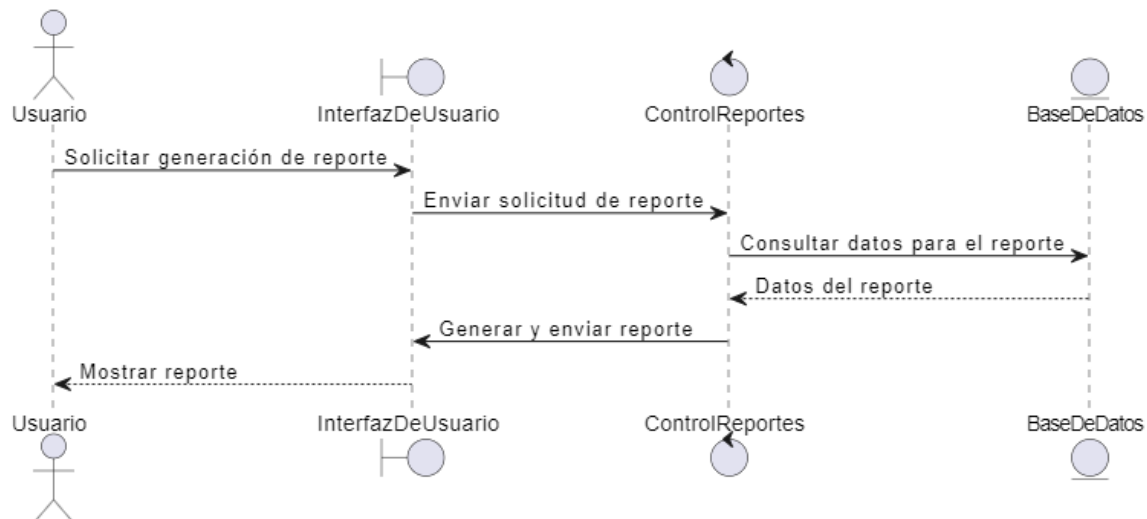 Usuario InterfazDeUsuario ControlReportes BaseDeDatos
Solicitar generación de reporte
Enviar solicitud de reporte
Consultar datos para el reporte
Datos del reporte
Generar y enviar reporte
Mostrar reporte
Usuario InterfazDeUsuario ControlReportes BaseDeDatos